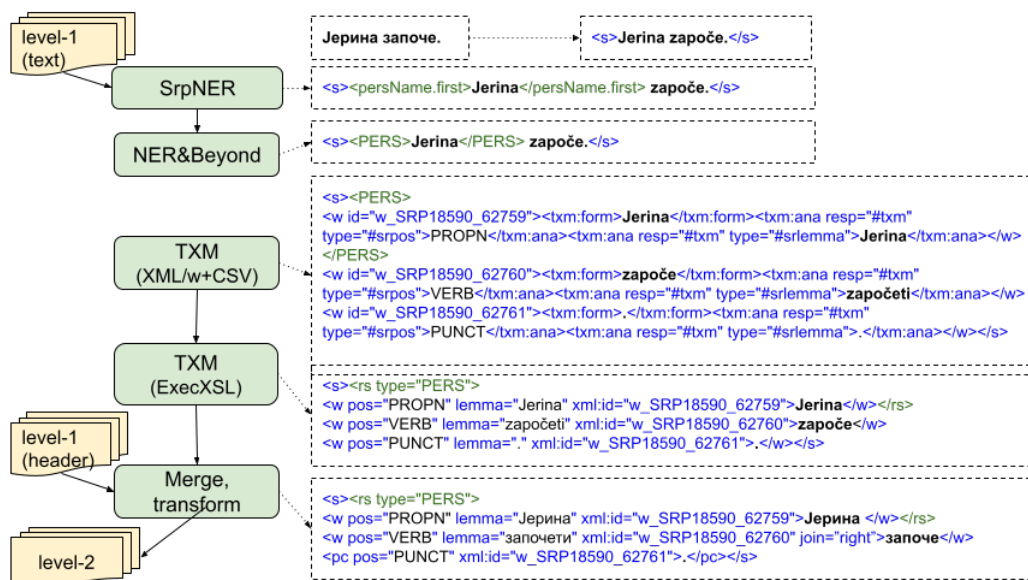 level-1
(text)
Јерина започе.
<s>Jerina započe.</s>
SrpNER
<s><persName.first>Jerina</persName.first> započe.</s>
NER&Beyond
<s><PERS>Jerina</PERS> započe.</s>
TXM
(XML/w+CSV)
<s><PERS>
<w id="w_SRP18590_62759"><txm:form>Jerina</txm:form><txm:ana resp="#txm"
type="#srpos">PROPN</txm:ana><txm:ana resp="#txm" type="#srlemma">Jerina</txm:ana></w>
</PERS>
<w id="w_SRP18590_62760"><txm:form>započe</txm:form><txm:ana resp="#txm"
type="#srpos">VERB</txm:ana><txm:ana resp="#txm" type="#srlemma">započeti</txm:ana></w>
<w id="w_SRP18590_62761"><txm:form>.</txm:form><txm:ana resp="#txm"
type="#srpos">PUNCT</txm:ana><txm:ana resp="#txm" type="#srlemma">.</txm:ana></w></s>
TXM
(ExecXSL)
<s><rs type="PERS">
<w pos="PROPN" lemma="Jerina" xml:id="w_SRP18590_62759">Jerina</w></rs>
<w pos="VERB" lemma="započeti" xml:id="w_SRP18590_62760">započe</w>
<w pos="PUNCT" lemma="." xml:id="w_SRP18590_62761">.</w></s>
level-1
(header)
Merge,
transform
<s><rs type="PERS">
<w pos="PROPN" lemma="Јерина" xml:id="w_SRP18590_62759">Јерина </w></rs>
<w pos="VERB" lemma="започети" xml:id="w_SRP18590_62760" join="right">започе</w>
<pc pos="PUNCT" xml:id="w_SRP18590_62761">.</pc></s>
level-2